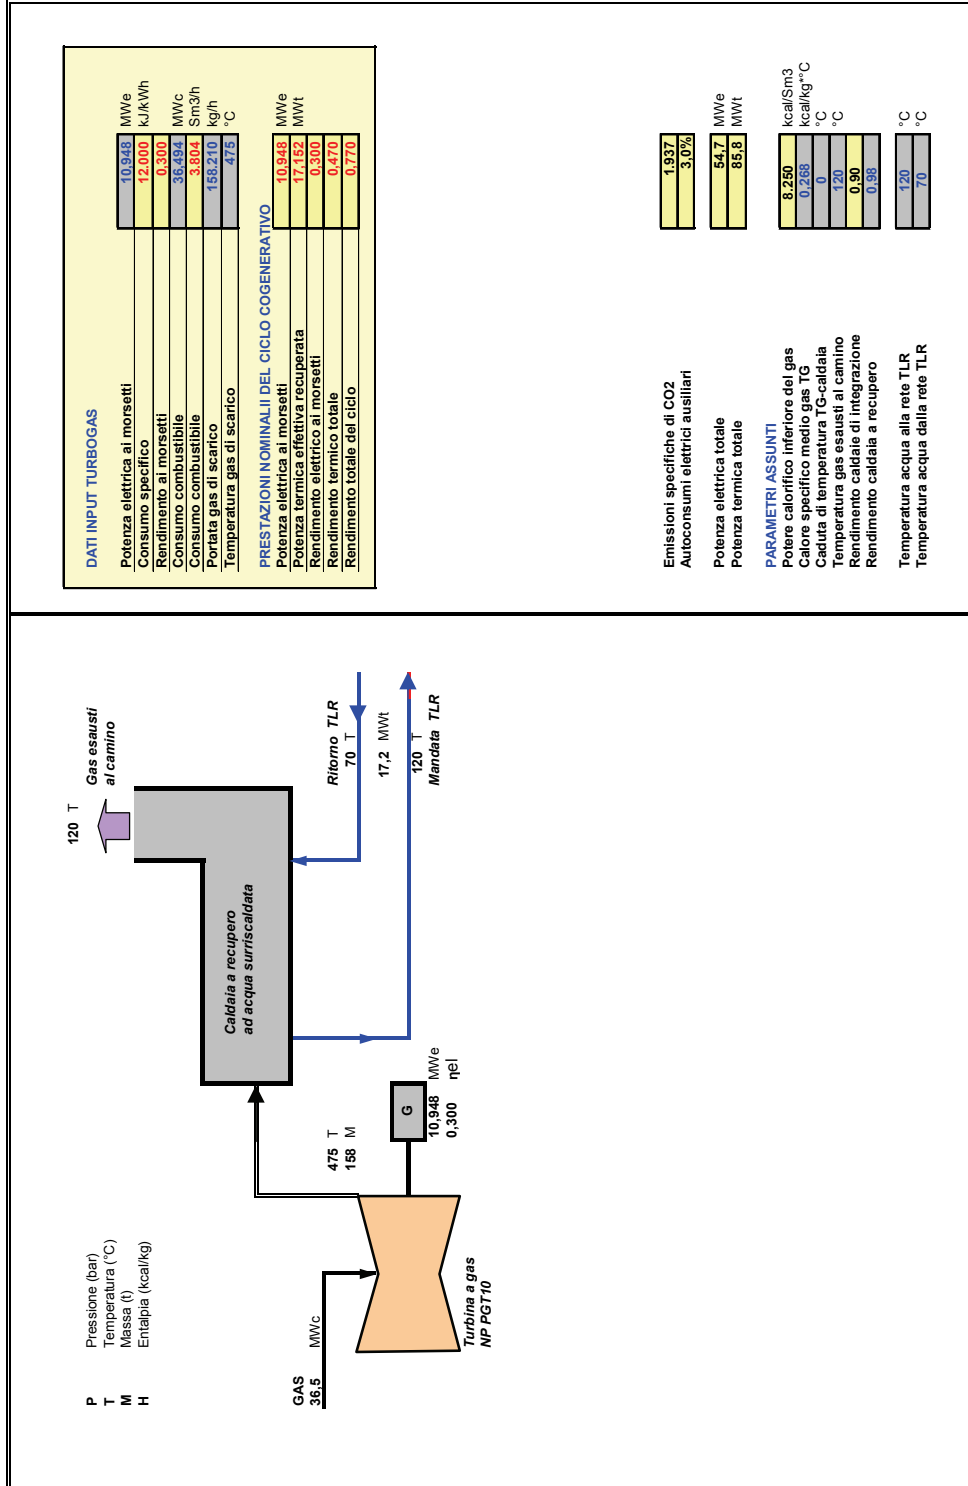 P Pressione (bar)
T Temperatura (°C)
M Massa (t)
H Entalpia (kcal/kg)
GAS
36,5 MWc
Turbina a gas
NP PGT10
475 T
158 M
G
10,948 MWe
0,300 ηel
Caldaia a recupero
ad acqua surriscaldata
120 T
Gas esausti
al camino
Ritorno TLR
70 T
17,2 MWt
120 T
Mandata TLR
DATI INPUT TURBOGAS
Potenza elettrica ai morsetti 10,948 MWe
Consumo specifico 12.000 kJ/kWh
Rendimento ai morsetti 0,300
Consumo combustibile 36,494 MWc
Consumo combustibile 3.804 Sm3/h
Portata gas di scarico 158.210 kg/h
Temperatura gas di scarico 475 °C
PRESTAZIONI NOMINALII DEL CICLO COGENERATIVO
Potenza elettrica ai morsetti 10,948 MWe
Potenza termica effettiva recuperata 17,152 MWt
Rendimento elettrico ai morsetti 0,300
Rendimento termico totale 0,470
Rendimento totale del ciclo 0,770
Emissioni specifiche di CO2 1.937
Autoconsumi elettrici ausiliari 3,0%
Potenza elettrica totale 54,7 MWe
Potenza termica totale 85,8 MWt
PARAMETRI ASSUNTI
Potere calorifico inferiore del gas 8.250 kcal/Sm3
Calore specifico medio gas TG 0,268 kcal/kg*°C
Caduta di temperatura TG-caldaia 0 °C
Temperatura gas esausti al camino 120 °C
Rendimento caldaie di integrazione 0,90
Rendimento caldaia a recupero 0,98
Temperatura acqua alla rete TLR 120 °C
Temperatura acqua dalla rete TLR 70 °C